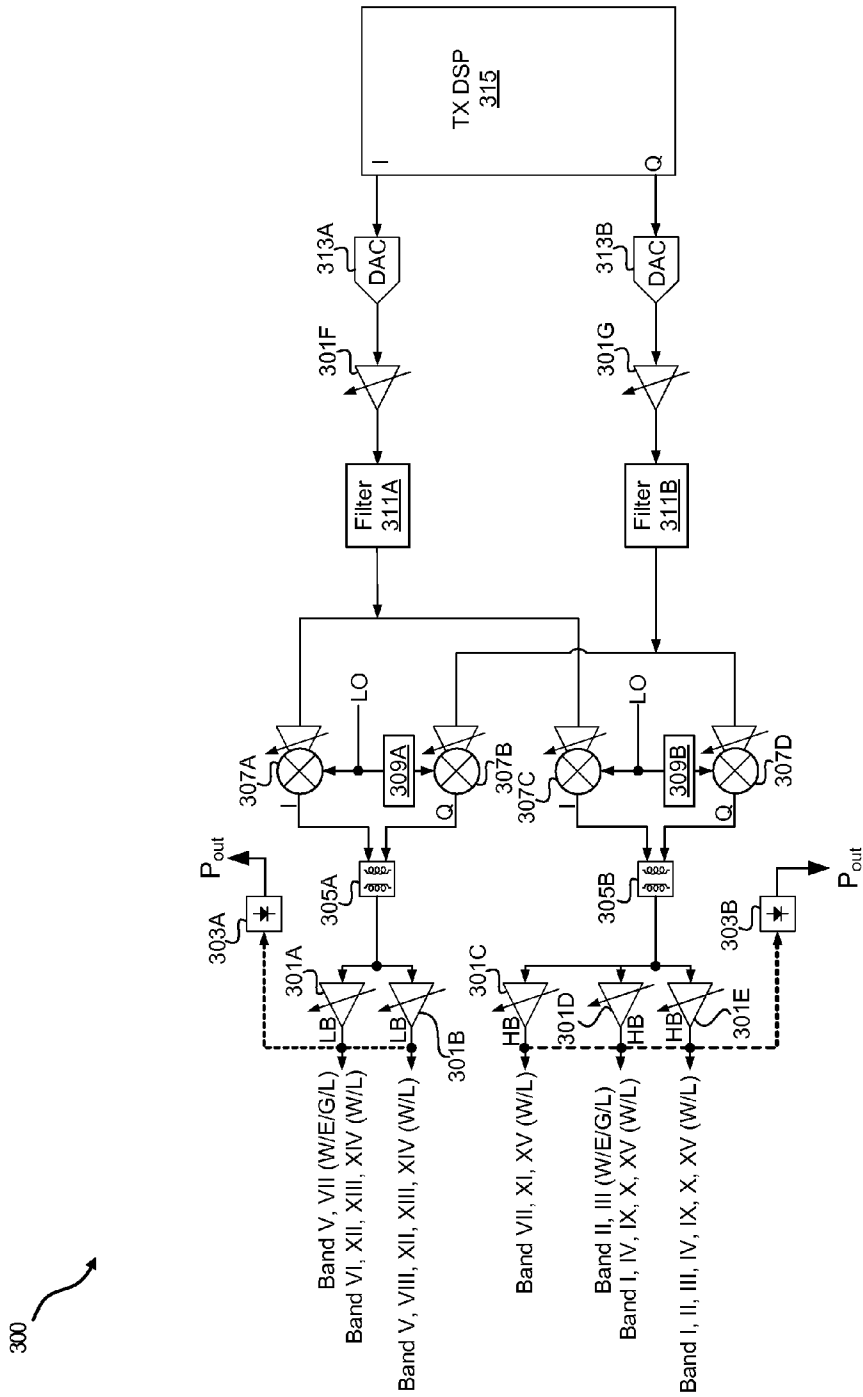 300
TX DSP
315
I
Q
313A
DAC
313B
DAC
301F
301G
Filter
311A
Filter
311B
307A
LO
309A
307B
307C
LO
309B
307D
I
Q
I
Q
305A
305B
Pout
303A
Pout
303B
301A
301B
301C
301D
301E
LB
LB
HB
HB
HB
Band V, VII (W/E/G/L)
Band VI, XII, XIII, XIV (W/L)
Band V, VIII, XII, XIII, XIV (W/L)
Band VII, XI, XV (W/L)
Band II, III (W/E/G/L)
Band I, IV, IX, X, XV (W/L)
Band I, II, III, IV, IX, X, XV (W/L)